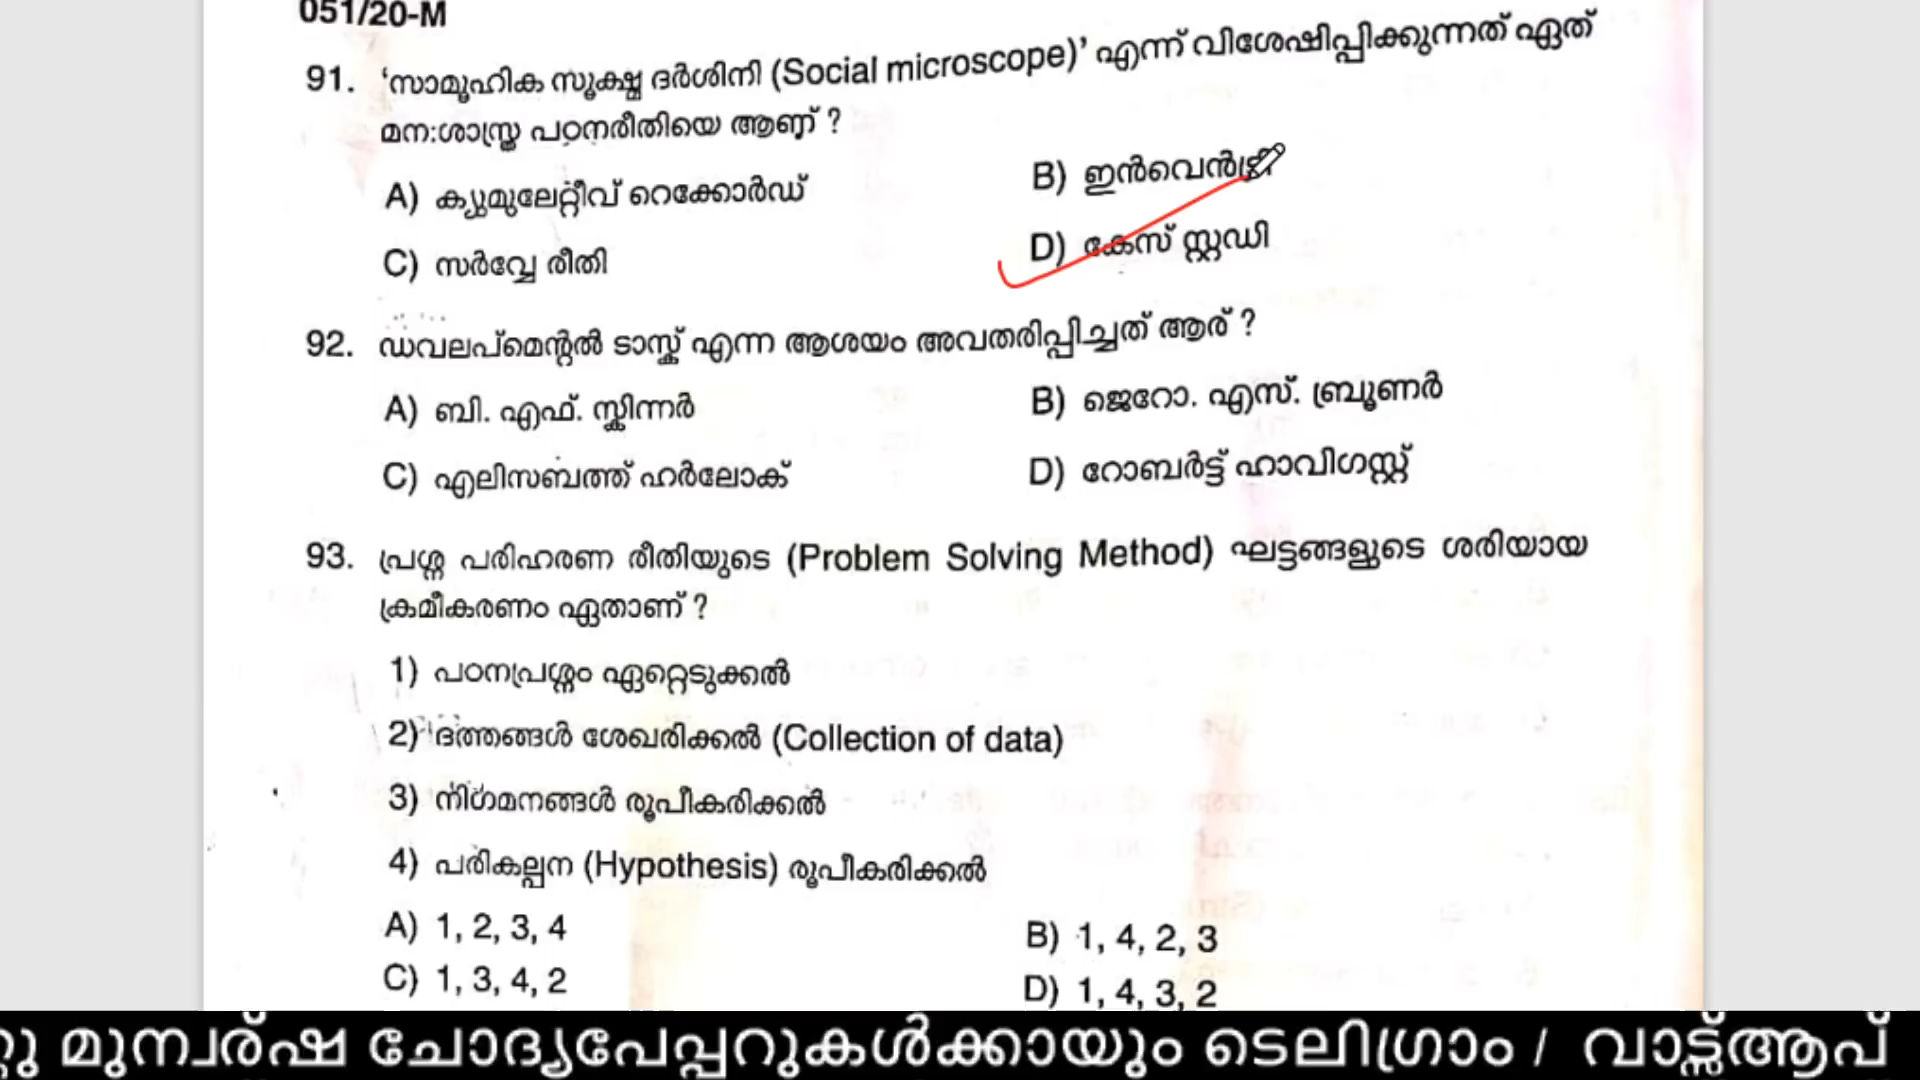 051/20-M
91. ‘സാമൂഹിക സൂക്ഷ്മ ദർശിനി (Social microscope)’ എന്ന് വിശേഷിപ്പിക്കുന്നത് ഏത്
മന:ശാസ്ത്ര പഠനരീതിയെ ആണ് ?
A) ക്യുമുലേറ്റീവ് റെക്കോർഡ്
B) ഇൻവെൻട്രി
C) സർവ്വേ രീതി
D) കേസ് സ്റ്റഡി
92. ഡവലപ്മെന്റൽ ടാസ്ക് എന്ന ആശയം അവതരിപ്പിച്ചത് ആര് ?
A) ബി. എഫ്. സ്കിന്നർ
B) ജെറോ. എസ്. ബ്രൂണർ
C) എലിസബത്ത് ഹർലോക്
D) റോബർട്ട് ഹാവിഗസ്റ്റ്
93. പ്രശ്ന പരിഹരണ രീതിയുടെ (Problem Solving Method) ഘട്ടങ്ങളുടെ ശരിയായ
ക്രമീകരണം ഏതാണ് ?
1) പഠനപ്രശ്നം ഏറ്റെടുക്കൽ
2) ദത്തങ്ങൾ ശേഖരിക്കൽ (Collection of data)
3) നിഗമനങ്ങൾ രൂപീകരിക്കൽ
4) പരികല്പന (Hypothesis) രൂപീകരിക്കൽ
A) 1, 2, 3, 4
B) 1, 4, 2, 3
C) 1, 3, 4, 2
D) 1, 4, 3, 2
മുന്വര്ഷ ചോദ്യപേപ്പറുകൾക്കായും ടെലിഗ്രാം / വാട്ട്സ്ആപ്